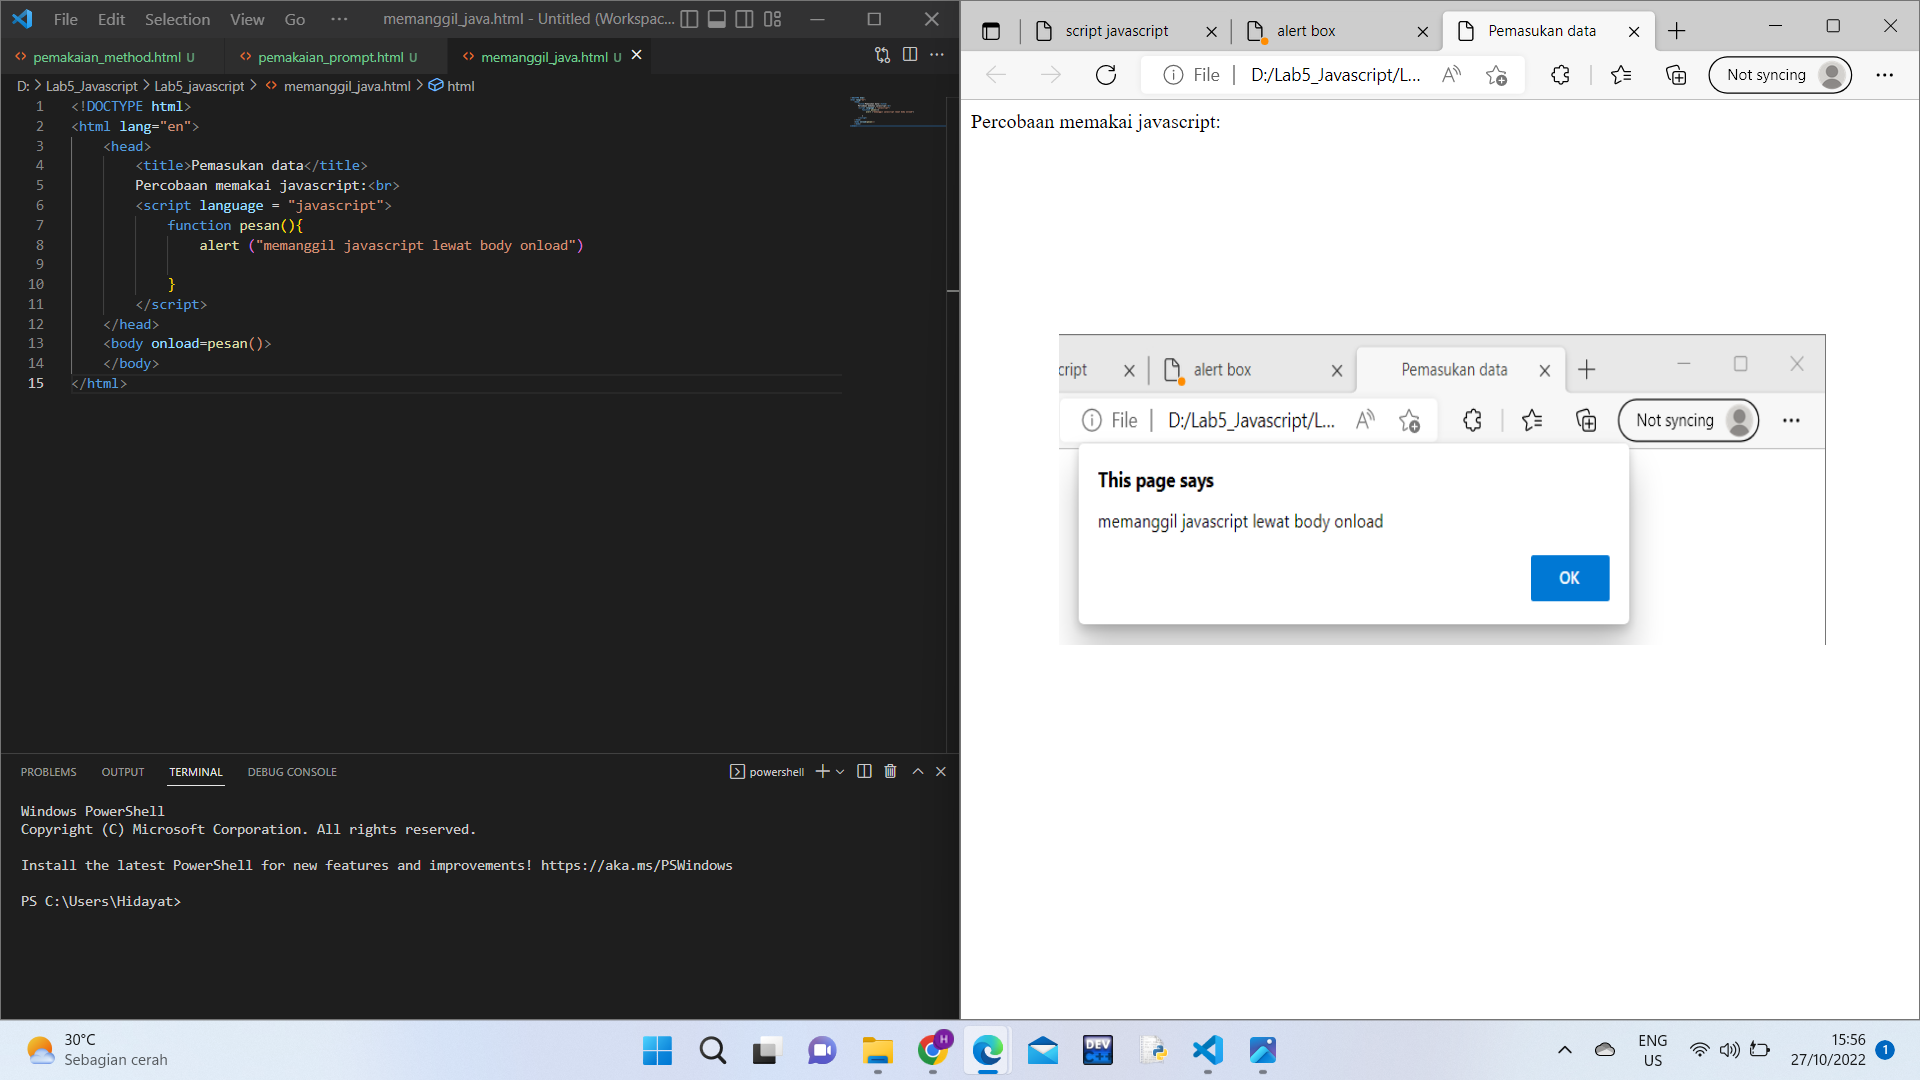 File Edit Selection View Go ··· memanggil_java.html - Untitled (Workspac...
pemakaian_method.html U pemakaian_prompt.html U memanggil_java.html U
D: > Lab5_Javascript > Lab5_javascript > memanggil_java.html > html
1 <!DOCTYPE html>
2 <html lang="en">
3 <head>
4 <title>Pemasukan data</title>
5 Percobaan memakai javascript:<br>
6 <script language = "javascript">
7 function pesan(){
8 alert ("memanggil javascript lewat body onload")
9
10 }
11 </script>
12 </head>
13 <body onload=pesan()>
14 </body>
15 </html>
PROBLEMS OUTPUT TERMINAL DEBUG CONSOLE powershell
Windows PowerShell
Copyright (C) Microsoft Corporation. All rights reserved.
Install the latest PowerShell for new features and improvements! https://aka.ms/PSWindows
PS C:\Users\Hidayat>
script javascript alert box Pemasukan data
File D:/Lab5_Javascript/L... Not syncing
Percobaan memakai javascript:
cript alert box Pemasukan data
File D:/Lab5_Javascript/L... Not syncing
This page says
memanggil javascript lewat body onload
OK
30°C
Sebagian cerah
H
DEV
C++
ENG
US
15:56
27/10/2022
1